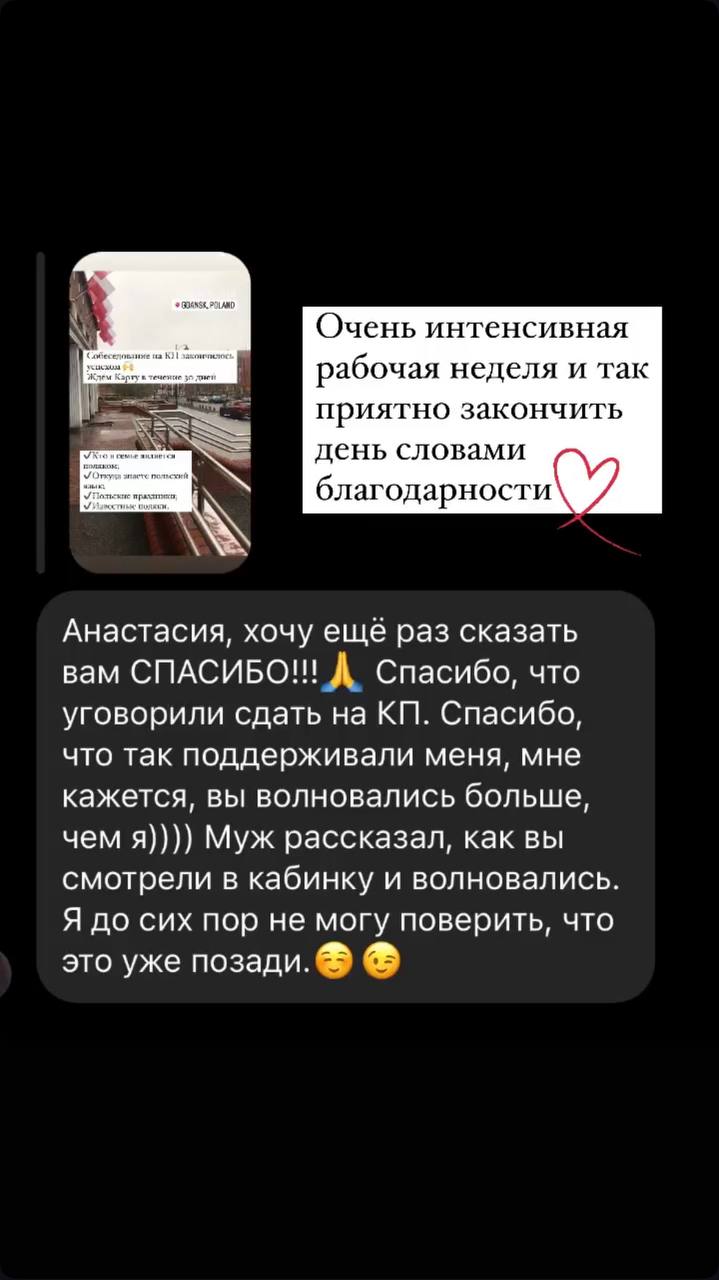 GDANSK, POLAND
Собеседование на КП закончилось
успехом 🙌
Ждём Карту в течение 30 дней
✓Кто в семье является
поляком;
✓Откуда знаете польский
язык;
✓Польские праздники;
✓Известные поляки.
Очень интенсивная
рабочая неделя и так
приятно закончить
день словами
благодарности
Анастасия, хочу ещё раз сказать
вам СПАСИБО!!!🙏 Спасибо, что
уговорили сдать на КП. Спасибо,
что так поддерживали меня, мне
кажется, вы волновались больше,
чем я)))) Муж рассказал, как вы
смотрели в кабинку и волновались.
Я до сих пор не могу поверить, что
это уже позади.☺️ 😉